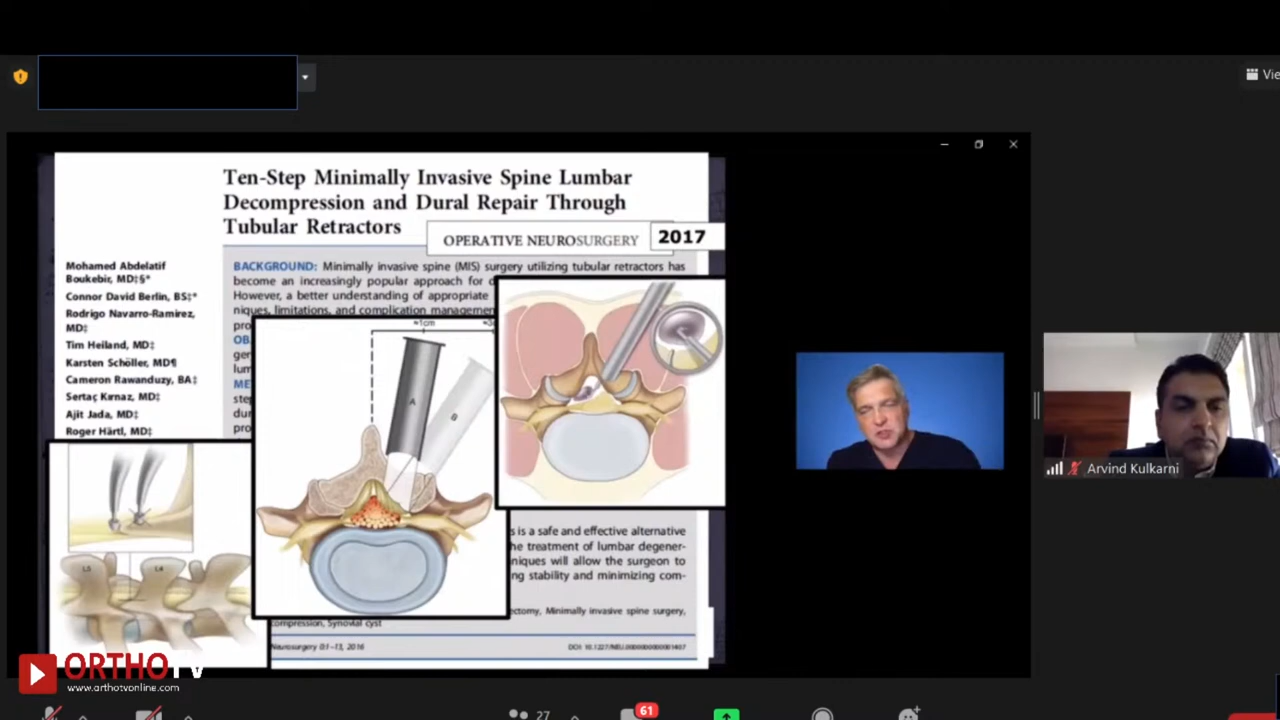 View
Ten-Step Minimally Invasive Spine Lumbar
Decompression and Dural Repair Through
Tubular Retractors
OPERATIVE NEUROSURGERY
2017
Mohamed Abdelatif
Boukebir, MD‡§*
Connor David Berlin, BS‡*
Rodrigo Navarro-Ramirez,
MD‡
Tim Heiland, MD‡
Karsten Schöller, MD¶
Cameron Rawanduzy, BA‡
Sertaç Kırnaz, MD‡
Ajit Jada, MD‡
Roger Härtl, MD‡
BACKGROUND: Minimally invasive spine (MIS) surgery utilizing tubular retractors has
become an increasingly popular approach for
However, a better understanding of appropriate
niques, limitations, and complication management
≈1cm
A
B
L5
L4
is a safe and effective alternative
treatment of lumbar degener-
niques will allow the surgeon to
stability and minimizing com-
Minimally invasive spine surgery,
compression, Synovial cyst
Neurosurgery 0:1–13, 2016
DOI: 10.1227/NEU.0000000000001407
Arvind Kulkarni
ORTHOTV
www.orthotvonline.com
27
61